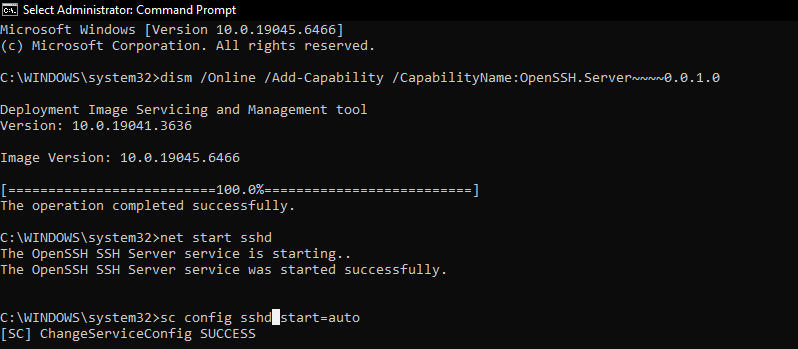 Select Administrator: Command Prompt
Microsoft Windows [Version 10.0.19045.6466]
(c) Microsoft Corporation. All rights reserved.
C:\WINDOWS\system32>dism /Online /Add-Capability /CapabilityName:OpenSSH.Server~~~~0.0.1.0
Deployment Image Servicing and Management tool
Version: 10.0.19041.3636
Image Version: 10.0.19045.6466
[==========================100.0%==========================]
The operation completed successfully.
C:\WINDOWS\system32>net start sshd
The OpenSSH SSH Server service is starting..
The OpenSSH SSH Server service was started successfully.
C:\WINDOWS\system32>sc config sshd start=auto
[SC] ChangeServiceConfig SUCCESS